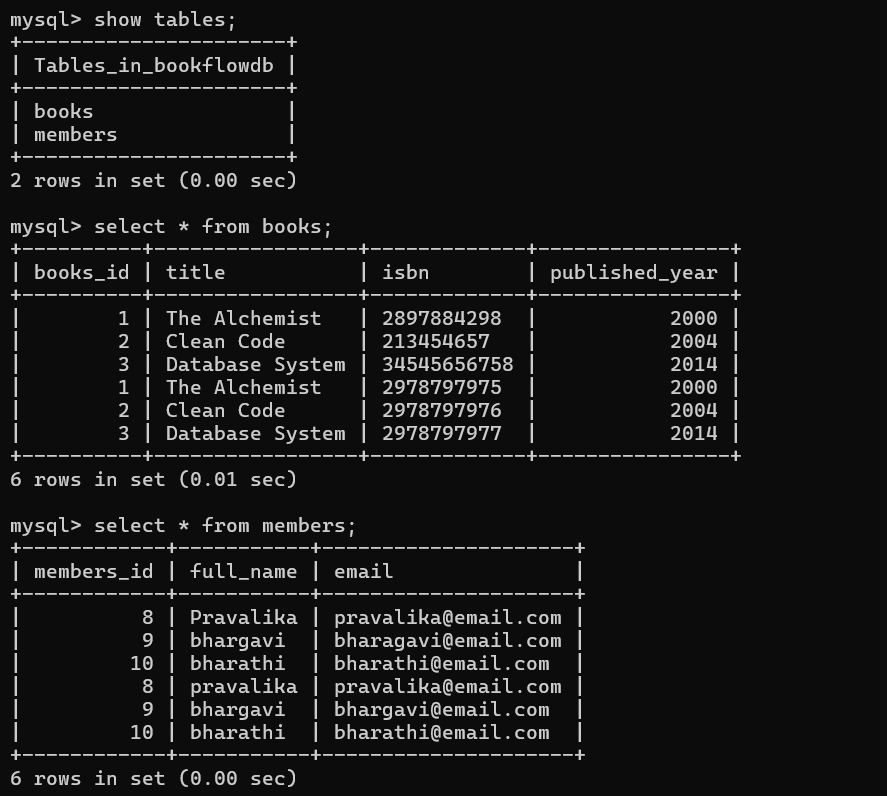 mysql> show tables;
+----------------------+
| Tables_in_bookflowdb |
+----------------------+
| books                |
| members              |
+----------------------+
2 rows in set (0.00 sec)

mysql> select * from books;
+----------+-----------------+-------------+----------------+
| books_id | title           | isbn        | published_year |
+----------+-----------------+-------------+----------------+
|        1 | The Alchemist   | 2897884298  |           2000 |
|        2 | Clean Code      | 213454657   |           2004 |
|        3 | Database System | 34545656758 |           2014 |
|        1 | The Alchemist   | 2978797975  |           2000 |
|        2 | Clean Code      | 2978797976  |           2004 |
|        3 | Database System | 2978797977  |           2014 |
+----------+-----------------+-------------+----------------+
6 rows in set (0.01 sec)

mysql> select * from members;
+------------+-----------+---------------------+
| members_id | full_name | email               |
+------------+-----------+---------------------+
|          8 | Pravalika | pravalika@email.com |
|          9 | bhargavi  | bharagavi@email.com |
|         10 | bharathi  | bharathi@email.com  |
|          8 | pravalika | pravalika@email.com |
|          9 | bhargavi  | bhargavi@email.com  |
|         10 | bharathi  | bharathi@email.com  |
+------------+-----------+---------------------+
6 rows in set (0.00 sec)